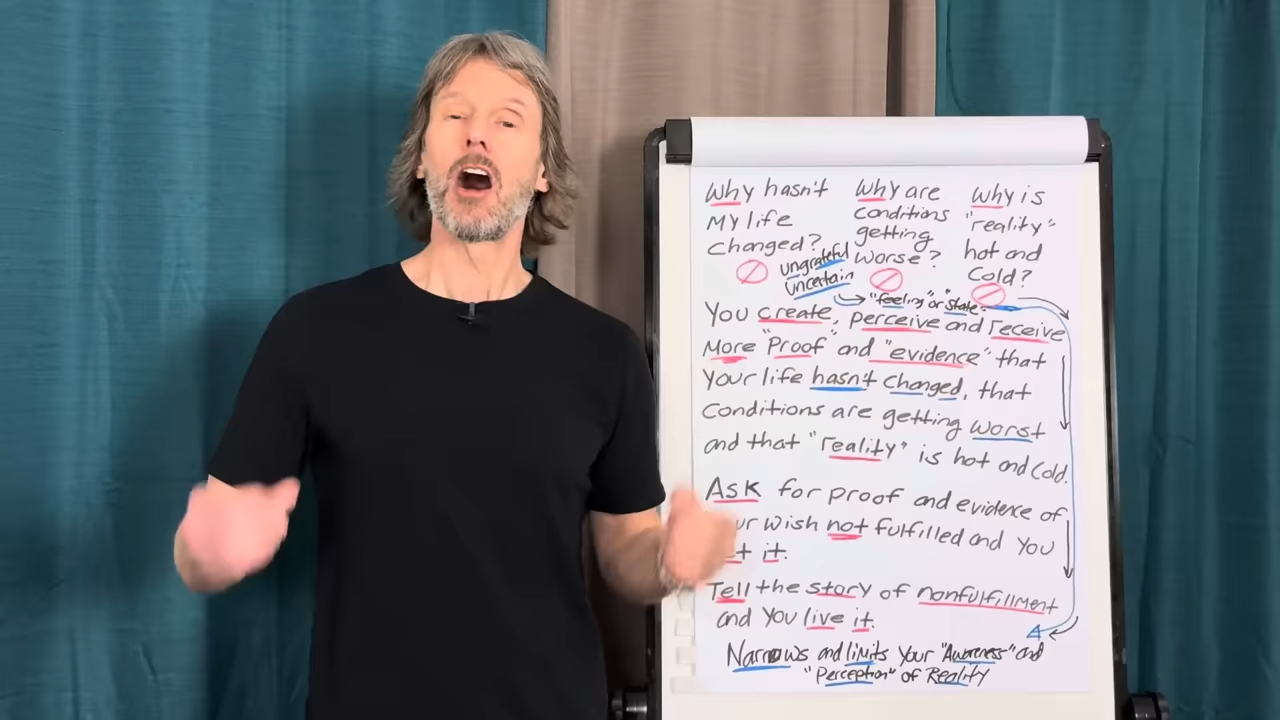 Why hasn't
My life
changed?
Why are
conditions
getting
worse?
Why is
"reality"
hot and
cold?
ungrateful
uncertain
"feeling" or "state"
You create, perceive and receive
More "Proof" and "evidence" that
your life hasn't changed, that
conditions are getting worst
and that "reality" is hot and cold.
Ask for proof and evidence of
wish not fulfilled and you
it.
Tell the story of nonfulfillment
and you live it.
Narrows and limits your "Awareness" and
"Perception" of Reality